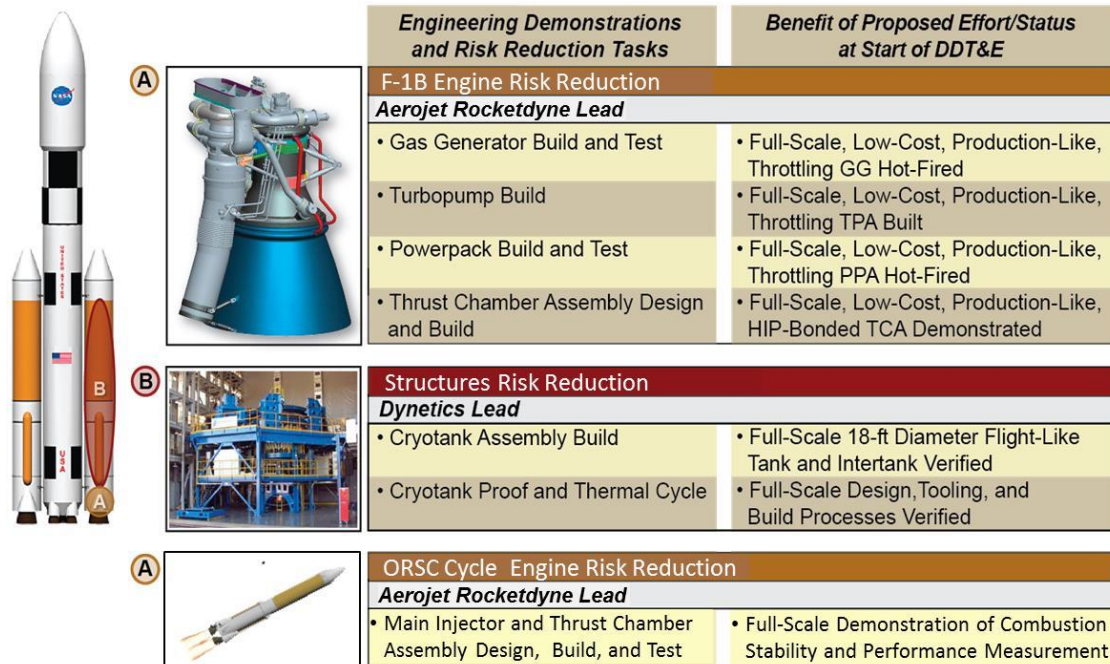 Engineering Demonstrations
and Risk Reduction Tasks
Benefit of Proposed Effort/Status
at Start of DDT&E
A
F-1B Engine Risk Reduction
Aerojet Rocketdyne Lead
• Gas Generator Build and Test
• Full-Scale, Low-Cost, Production-Like,
Throttling GG Hot-Fired
• Turbopump Build
• Full-Scale, Low-Cost, Production-Like,
Throttling TPA Built
• Powerpack Build and Test
• Full-Scale, Low-Cost, Production-Like,
Throttling PPA Hot-Fired
• Thrust Chamber Assembly Design
and Build
• Full-Scale, Low-Cost, Production-Like,
HIP-Bonded TCA Demonstrated
NASA
UNITED STATES
B
USA
A
B
Structures Risk Reduction
Dynetics Lead
• Cryotank Assembly Build
• Full-Scale 18-ft Diameter Flight-Like
Tank and Intertank Verified
• Cryotank Proof and Thermal Cycle
• Full-Scale Design,Tooling, and
Build Processes Verified
A
ORSC Cycle Engine Risk Reduction
Aerojet Rocketdyne Lead
• Main Injector and Thrust Chamber
Assembly Design, Build, and Test
• Full-Scale Demonstration of Combustion
Stability and Performance Measurement